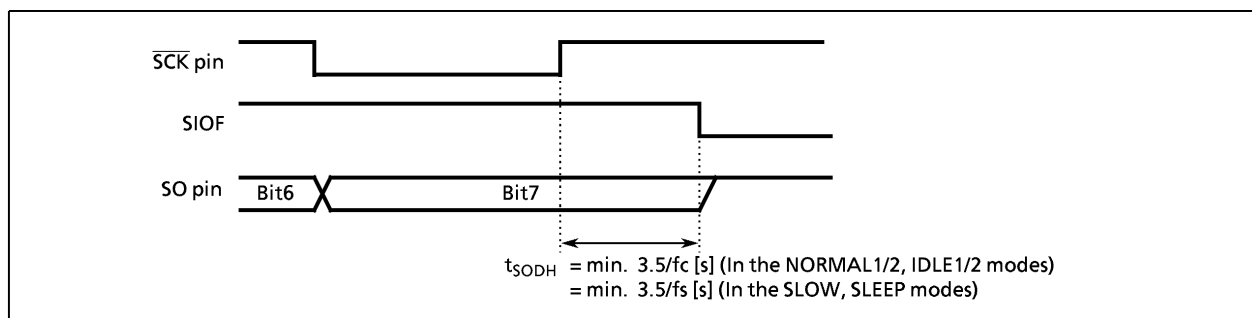 SCK pin
SIOF
SO pin
Bit6
Bit7
tSODH = min. 3.5/fc [s] (In the NORMAL1/2, IDLE1/2 modes)
= min. 3.5/fs [s] (In the SLOW, SLEEP modes)